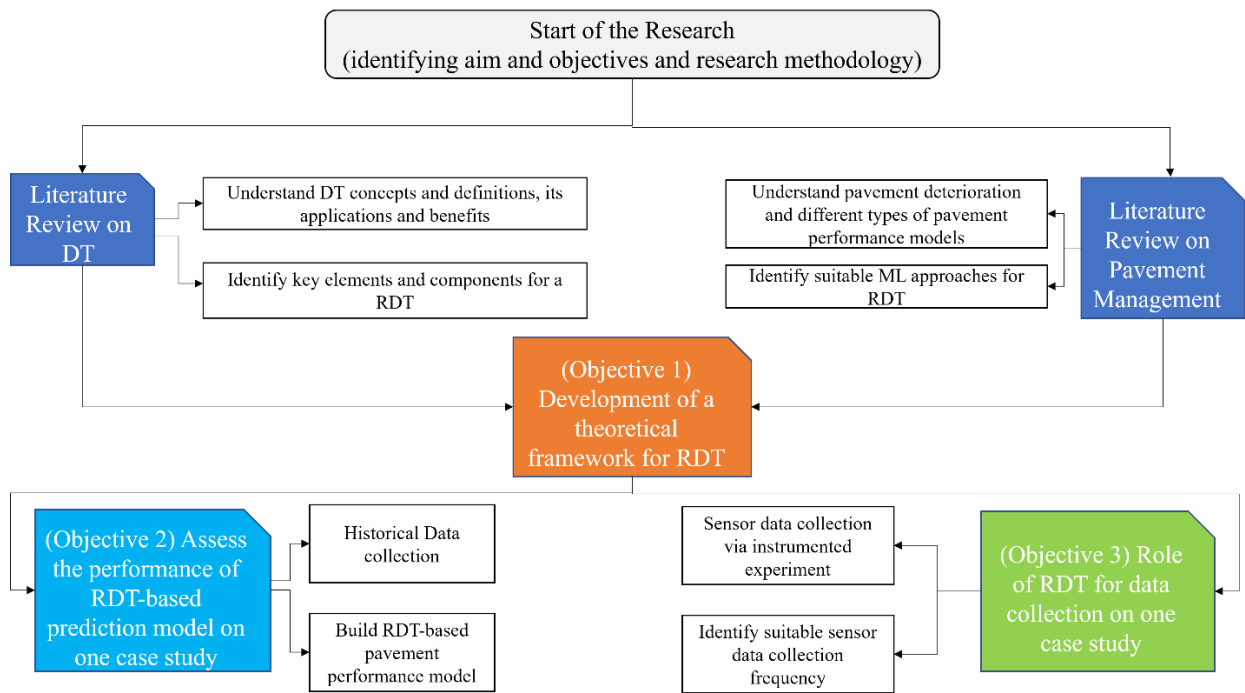 Start of the Research
(identifying aim and objectives and research methodology)
Literature
Review on
DT
Understand DT concepts and definitions, its
applications and benefits
Identify key elements and components for a
RDT
Understand pavement deterioration
and different types of pavement
performance models
Identify suitable ML approaches for
RDT
Literature
Review on
Pavement
Management
(Objective 1)
Development of a
theoretical
framework for RDT
(Objective 2) Assess
the performance of
RDT-based
prediction model on
one case study
Historical Data
collection
Build RDT-based
pavement
performance model
Sensor data collection
via instrumented
experiment
Identify suitable sensor
data collection
frequency
(Objective 3) Role
of RDT for data
collection on one
case study